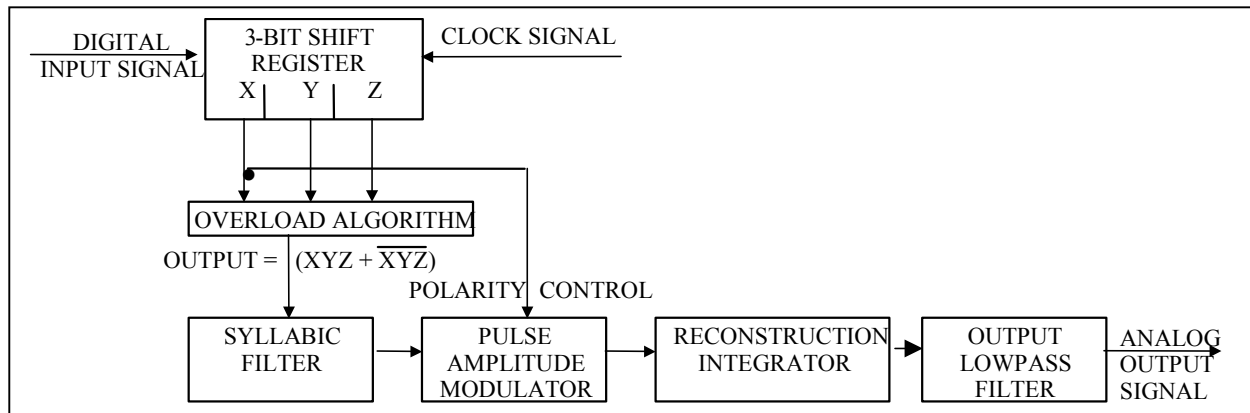 3-BIT SHIFT
REGISTER
X Y Z
DIGITAL
INPUT SIGNAL
CLOCK SIGNAL
OVERLOAD ALGORITHM
OUTPUT = (XYZ + X̅Y̅Z̅)
POLARITY CONTROL
SYLLABIC
FILTER
PULSE
AMPLITUDE
MODULATOR
RECONSTRUCTION
INTEGRATOR
OUTPUT
LOWPASS
FILTER
ANALOG
OUTPUT
SIGNAL